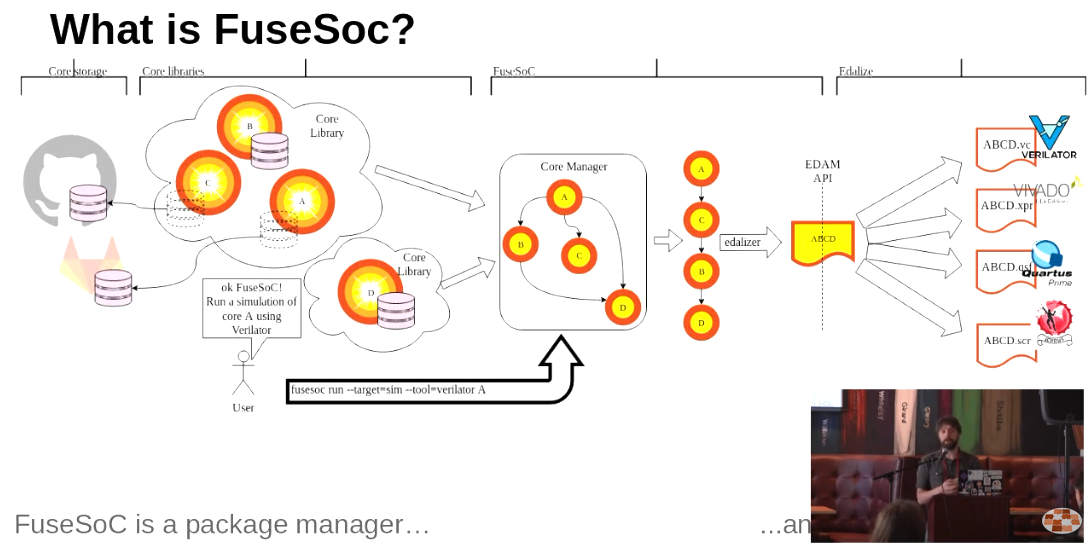 What is FuseSoc?
Core storage
Core libraries
FuseSoC
Edalize
B
Core
Library
C
A
Core
Library
D
ok FuseSoC!
Run a simulation of
core A using
Verilator
User
fusesoc run --target=sim --tool=verilator A
Core Manager
A
B
C
D
A
C
B
D
edalizer
EDAM
API
ABCD
ABCD.vc
VERILATOR
ABCD.xpr
VIVADO
ABCD.qsf
Quartus
Prime
ABCD.scr
FuseSoC is a package manager…
...an